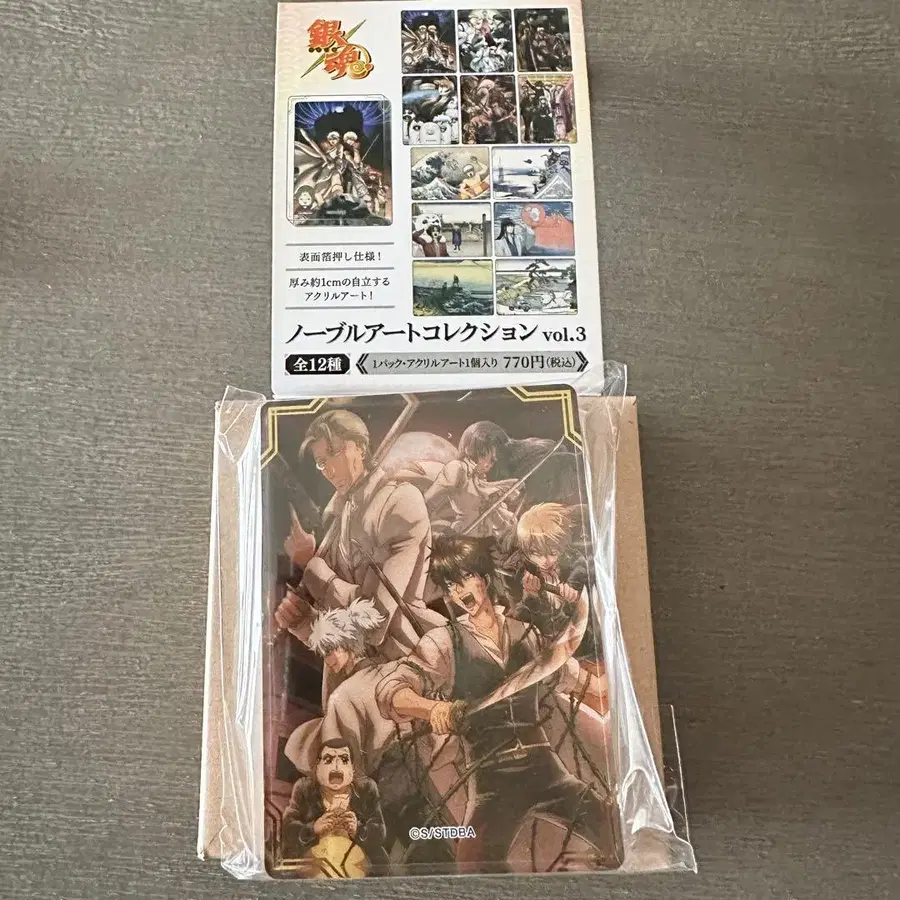 銀魂
表面箔押し仕様！
厚み約1cmの自立する
アクリルアート！
ノーブルアートコレクション vol.3
全12種
1パック・アクリルアート1個入り 770円(税込)
©S/STDBA